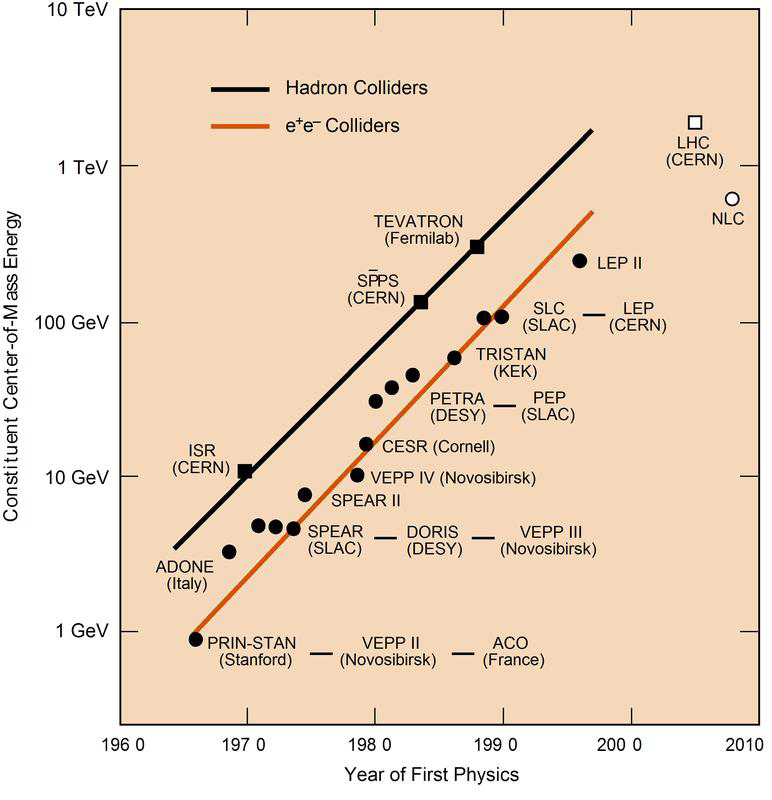 10 TeV
Hadron Colliders
e⁺e⁻ Colliders
LHC
(CERN)
1 TeV
NLC
TEVATRON
(Fermilab)
LEP II
SP̅PS
(CERN)
100 GeV
SLC — LEP
(SLAC) (CERN)
TRISTAN
(KEK)
PETRA — PEP
(DESY) (SLAC)
CESR (Cornell)
ISR
(CERN)
10 GeV
VEPP IV (Novosibirsk)
SPEAR II
SPEAR — DORIS — VEPP III
(SLAC) (DESY) (Novosibirsk)
ADONE
(Italy)
1 GeV
PRIN-STAN — VEPP II — ACO
(Stanford) (Novosibirsk) (France)
Constituent Center-of-Mass Energy
196 0 197 0 198 0 199 0 200 0 2010
Year of First Physics